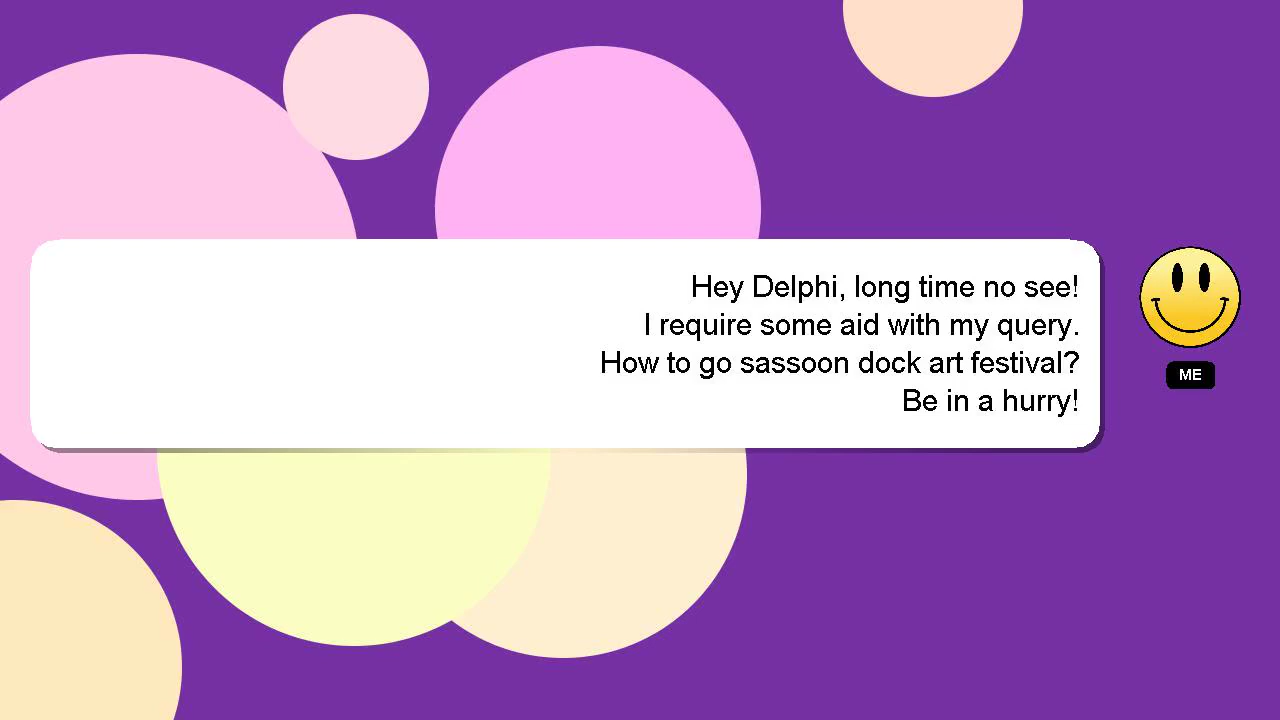 Hey Delphi, long time no see!
I require some aid with my query.
How to go sassoon dock art festival?
Be in a hurry!
ME